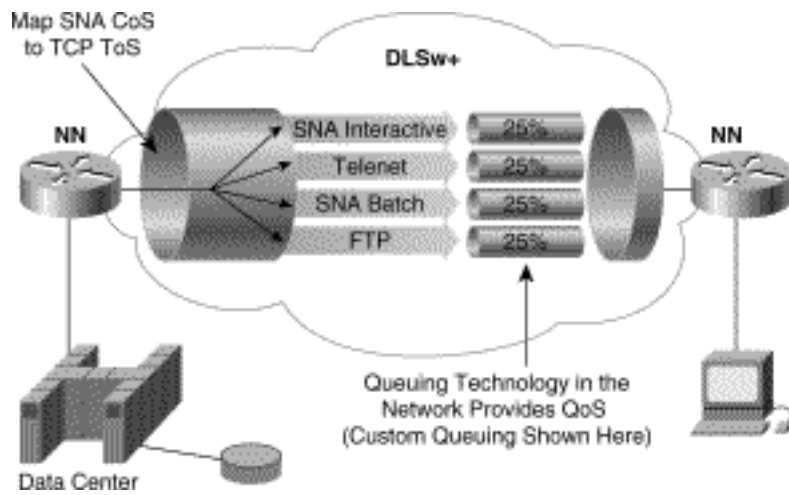 Map SNA CoS
to TCP ToS
DLSw+
NN
NN
SNA Interactive
25%
Telenet
25%
SNA Batch
25%
FTP
25%
Queuing Technology in the
Network Provides QoS
(Custom Queuing Shown Here)
Data Center